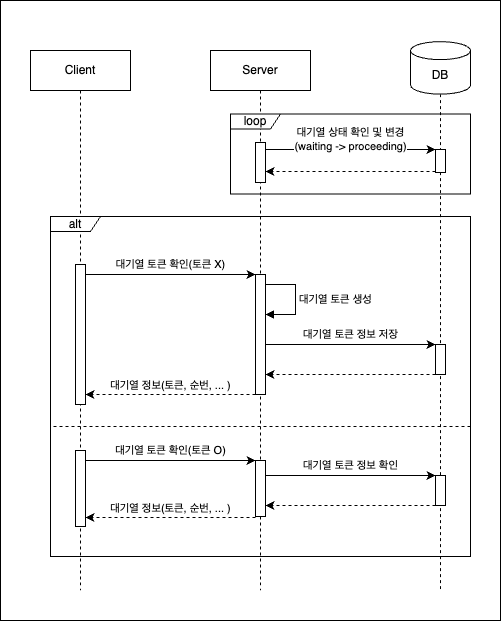 Client
Server
DB
loop
대기열 상태 확인 및 변경
(waiting -> proceeding)
alt
대기열 토큰 확인(토큰 X)
대기열 토큰 생성
대기열 토큰 정보 저장
대기열 정보(토큰, 순번, ... )
대기열 토큰 확인(토큰 O)
대기열 토큰 정보 확인
대기열 정보(토큰, 순번, ... )